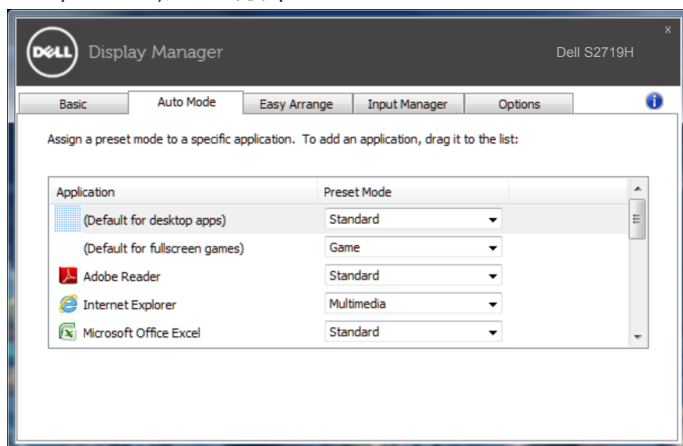 DELL
Display Manager
Dell S2719H
x
Basic
Auto Mode
Easy Arrange
Input Manager
Options
i
Assign a preset mode to a specific application. To add an application, drag it to the list:
Application
Preset Mode
(Default for desktop apps)
Standard
(Default for fullscreen games)
Game
Adobe Reader
Standard
Internet Explorer
Multimedia
Microsoft Office Excel
Standard